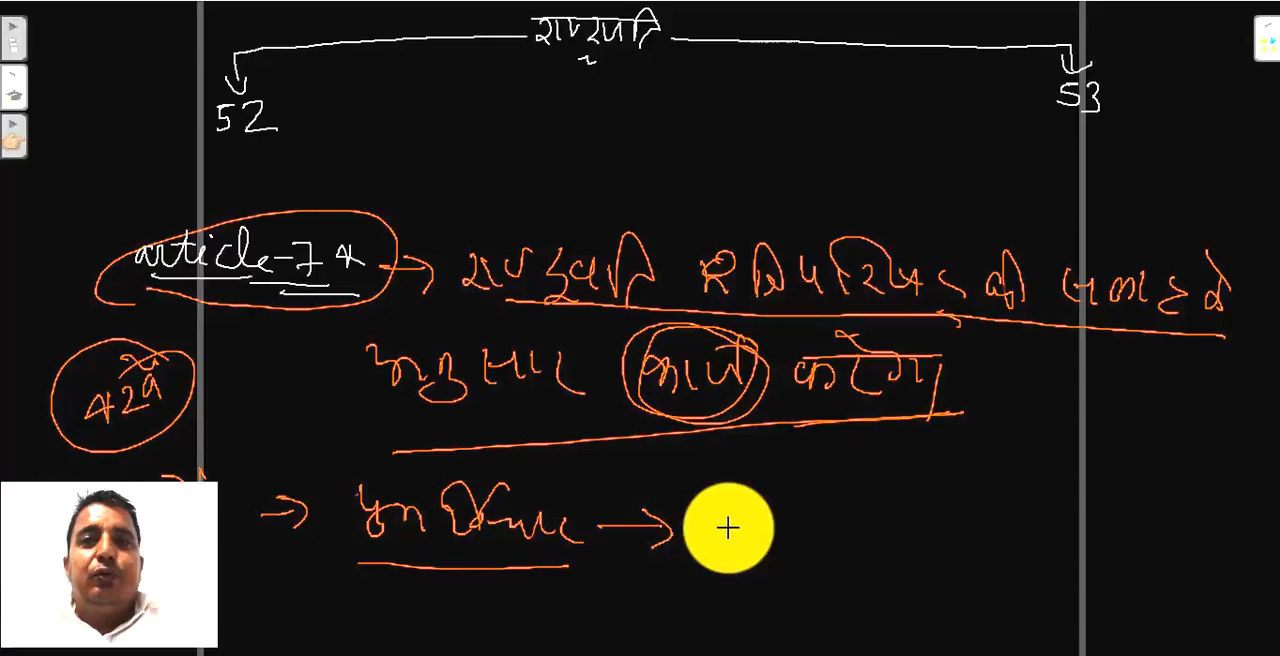 राष्ट्रपति
52 53
article-74 → राष्ट्रपति मंत्रिपरिषद की सलाह के
अनुसार कार्य करेगा
42वां
→ पुनर्विचार →